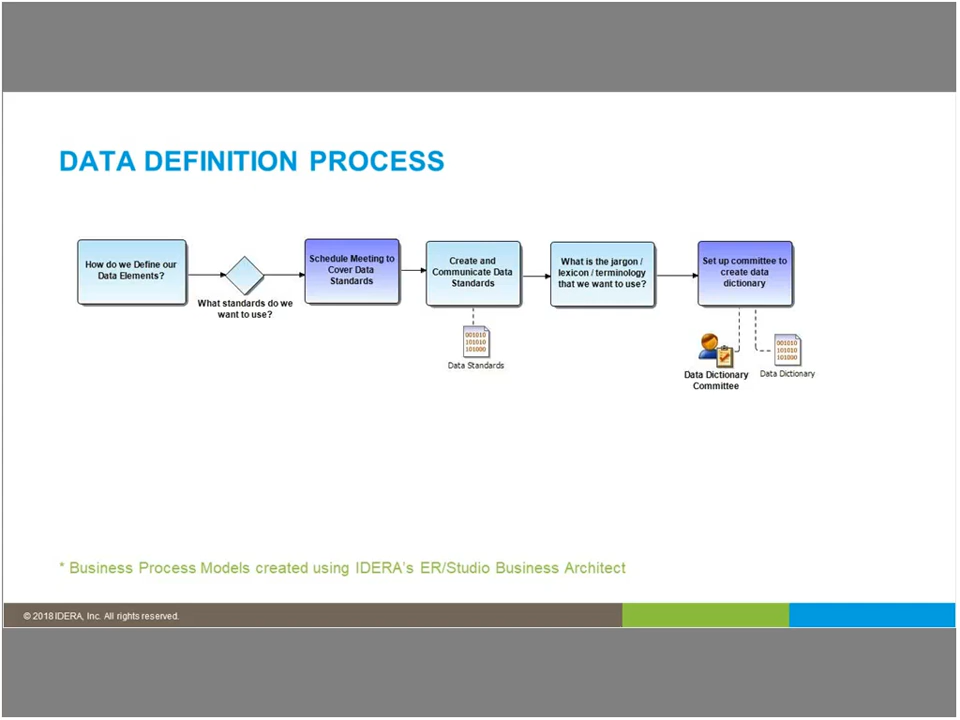 DATA DEFINITION PROCESS
How do we Define our
Data Elements?
What standards do we
want to use?
Schedule Meeting to
Cover Data
Standards
Create and
Communicate Data
Standards
001010
101010
101000
Data Standards
What is the jargon /
lexicon / terminology
that we want to use?
Set up committee to
create data
dictionary
Data Dictionary
Committee
001010
101010
101000
Data Dictionary
* Business Process Models created using IDERA's ER/Studio Business Architect
© 2018 IDERA, Inc. All rights reserved.